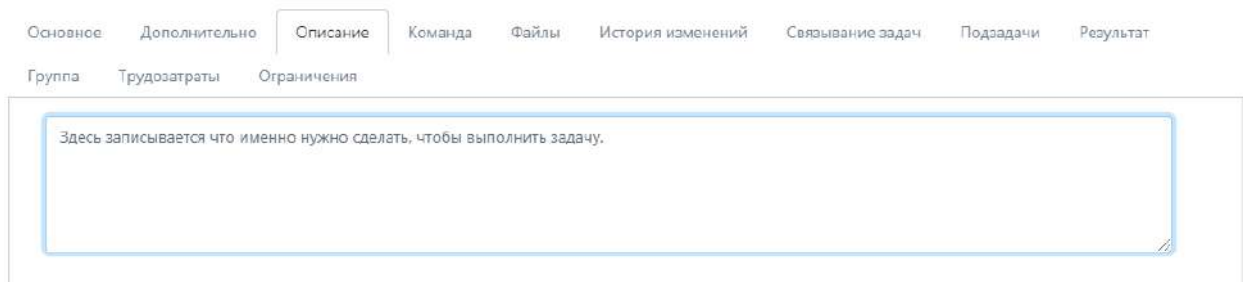 Основное Дополнительно Описание Команда Файлы История изменений Связывание задач Подзадачи Результат
Группа Трудозатраты Ограничения
Здесь записывается что именно нужно сделать, чтобы выполнить задачу.